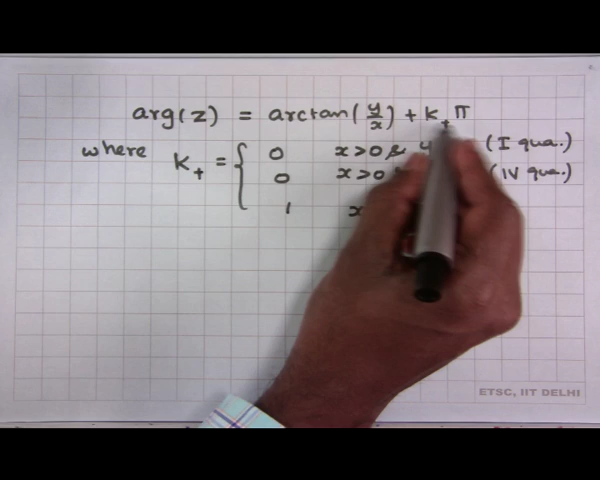 arg(z) = arctan(y/x) + k₊ π
where K₊ = { 0 x>0 & y (I qua.)
0 x>0 (IV qua.)
1 x
ETSC, IIT DELHI